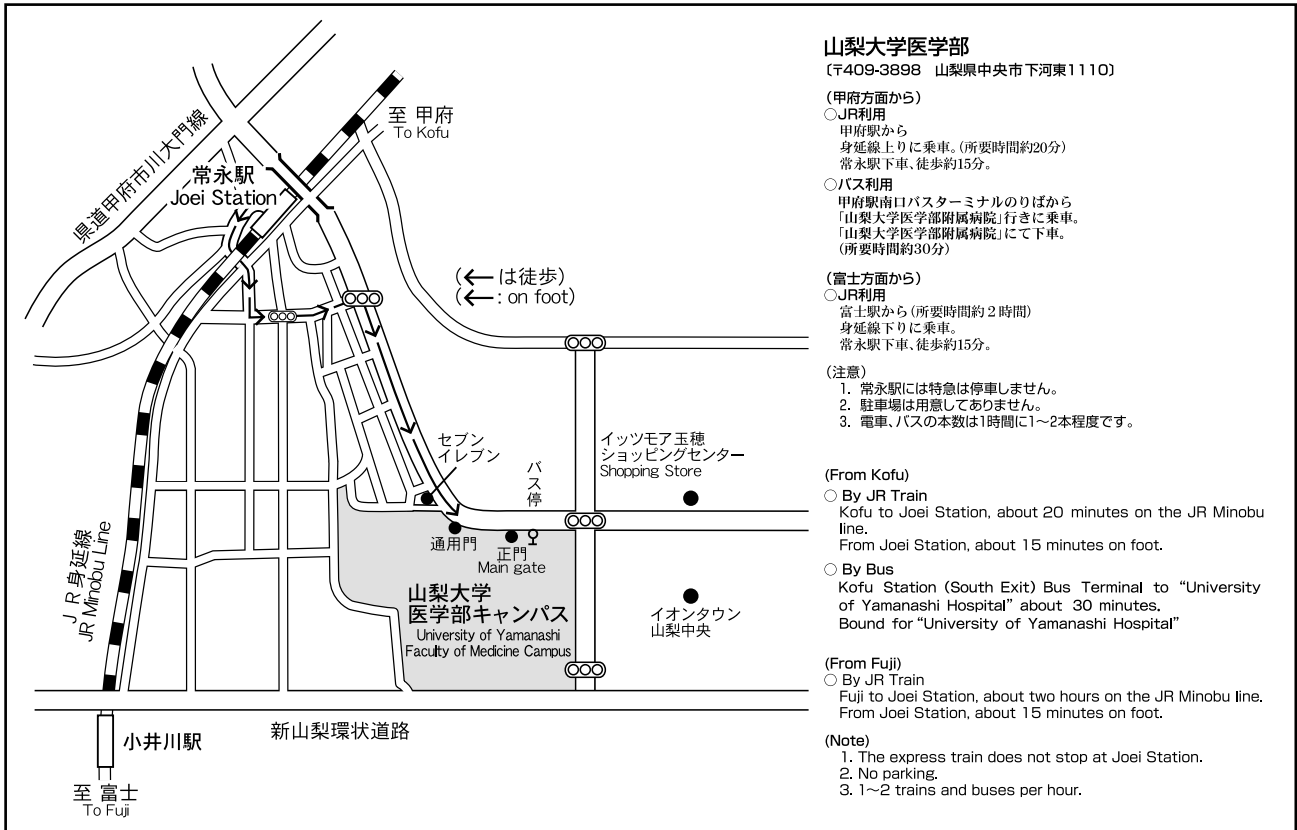 県道甲府市川大門線
至 甲府
To Kofu
常永駅
Joei Station
(← は徒歩)
(← : on foot)
セブン
イレブン
バス停
イッツモア玉穂
ショッピングセンター
Shopping Store
通用門
正門
Main gate
山梨大学
医学部キャンパス
University of Yamanashi
Faculty of Medicine Campus
イオンタウン
山梨中央
JR身延線
JR Minobu Line
小井川駅
新山梨環状道路
至 富士
To Fuji
山梨大学医学部
〔〒409-3898 山梨県中央市下河東1110〕
(甲府方面から)
○JR利用
甲府駅から
身延線上りに乗車。(所要時間約20分)
常永駅下車、徒歩約15分。
○バス利用
甲府駅南口バスターミナルのりばから
「山梨大学医学部附属病院」行きに乗車。
「山梨大学医学部附属病院」にて下車。
(所要時間約30分)
(富士方面から)
○JR利用
富士駅から(所要時間約2時間)
身延線下りに乗車。
常永駅下車、徒歩約15分。
(注意)
1. 常永駅には特急は停車しません。
2. 駐車場は用意してありません。
3. 電車、バスの本数は1時間に1~2本程度です。
(From Kofu)
○ By JR Train
Kofu to Joei Station, about 20 minutes on the JR Minobu
line.
From Joei Station, about 15 minutes on foot.
○ By Bus
Kofu Station (South Exit) Bus Terminal to “University
of Yamanashi Hospital” about 30 minutes.
Bound for “University of Yamanashi Hospital”
(From Fuji)
○ By JR Train
Fuji to Joei Station, about two hours on the JR Minobu line.
From Joei Station, about 15 minutes on foot.
(Note)
1. The express train does not stop at Joei Station.
2. No parking.
3. 1~2 trains and buses per hour.